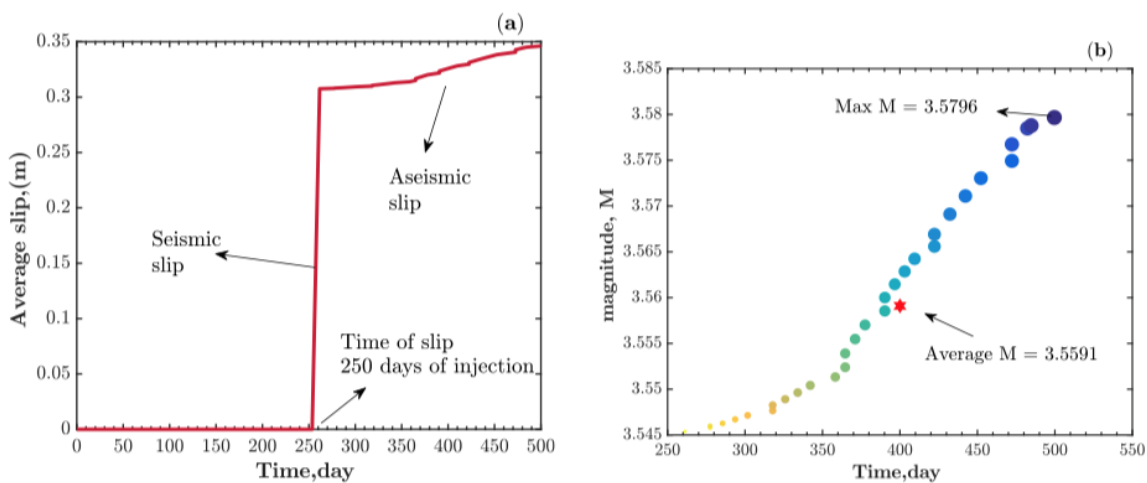 (a)
0.35
0.3
0.25
0.2
0.15
0.1
0.05
0
Average slip,(m)
Seismic
slip
Aseismic
slip
Time of slip
250 days of injection
0 50 100 150 200 250 300 350 400 450 500
Time,day
(b)
3.585
3.58
3.575
3.57
3.565
3.56
3.555
3.55
3.545
magnitude, M
Max M = 3.5796
Average M = 3.5591
250 300 350 400 450 500 550
Time,day